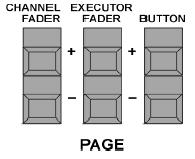 CHANNEL EXECUTOR
FADER FADER BUTTON
+ +
- -
PAGE